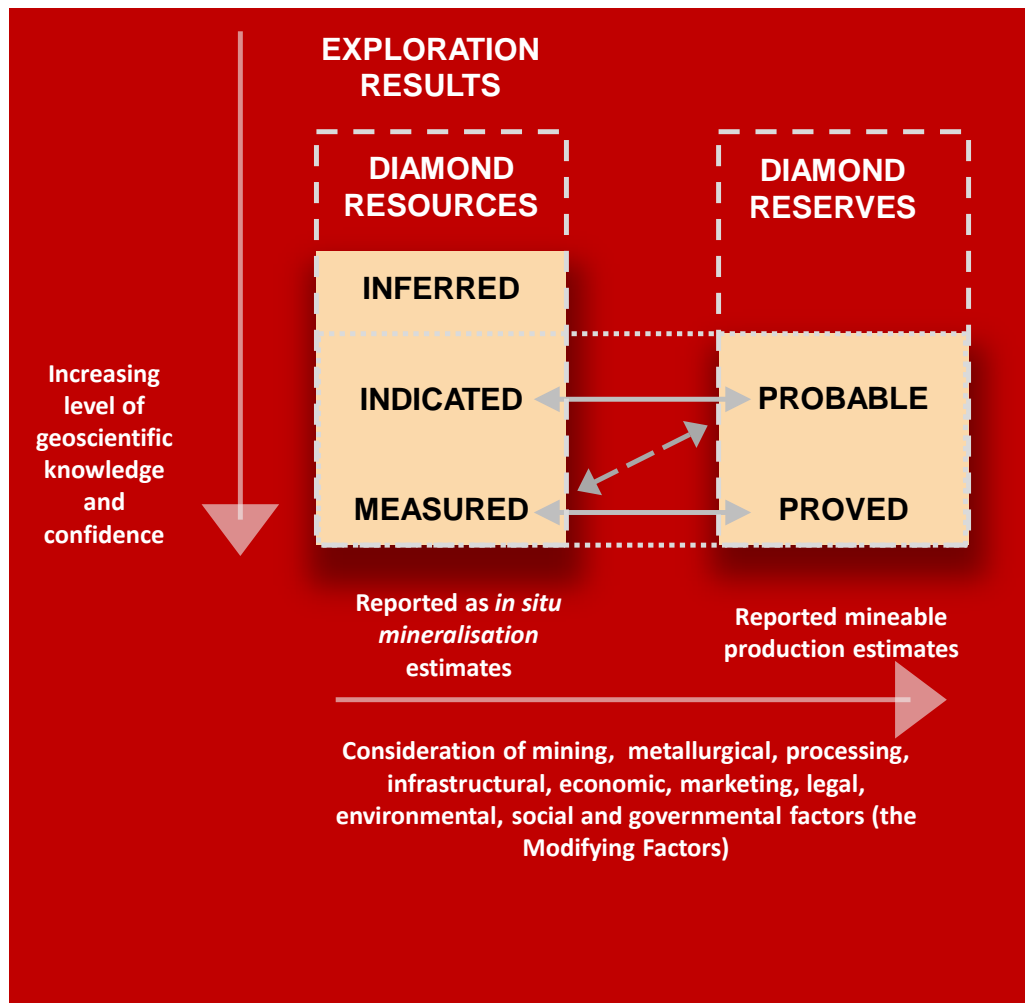 EXPLORATION
RESULTS
DIAMOND
RESOURCES
DIAMOND
RESERVES
INFERRED
INDICATED
PROBABLE
MEASURED
PROVED
Increasing
level of
geoscientific
knowledge
and
confidence
Reported as in situ
mineralisation
estimates
Reported mineable
production estimates
Consideration of mining, metallurgical, processing,
infrastructural, economic, marketing, legal,
environmental, social and governmental factors (the
Modifying Factors)